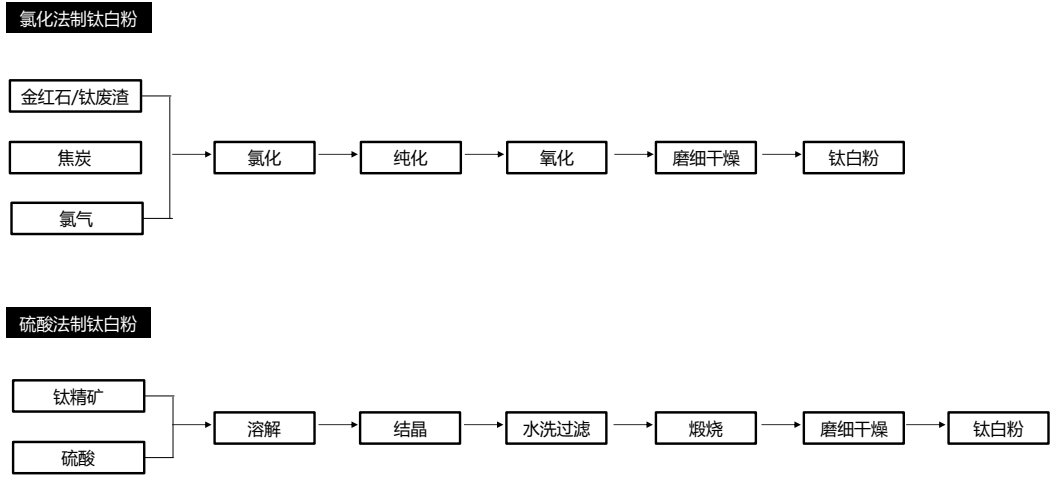 氯化法制钛白粉
金红石/钛废渣
焦炭
氯气
氯化
纯化
氧化
磨细干燥
钛白粉
硫酸法制钛白粉
钛精矿
硫酸
溶解
结晶
水洗过滤
煅烧
磨细干燥
钛白粉